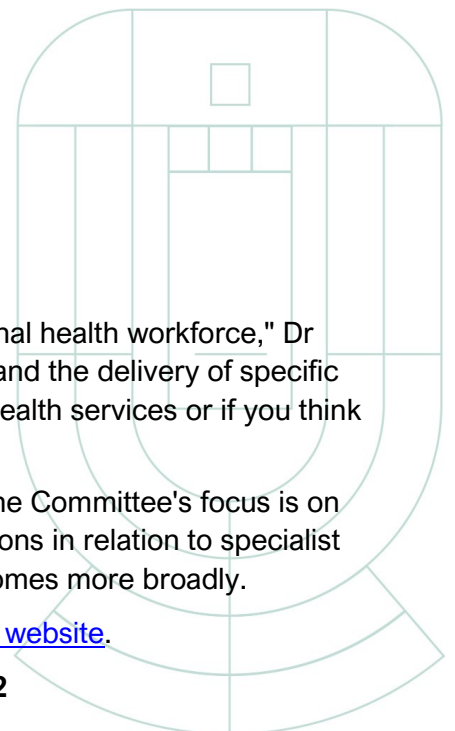 nal health workforce," Dr
and the delivery of specific
ealth services or if you think
he Committee's focus is on
ons in relation to specialist
omes more broadly.
website.
2